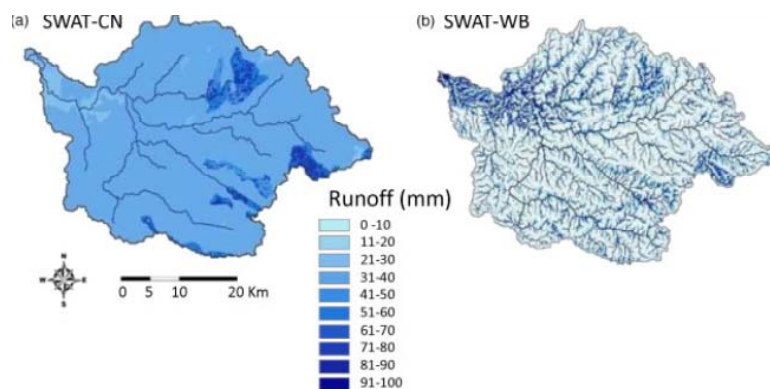 (a) SWAT-CN
(b) SWAT-WB
Runoff (mm)
0 -10
11-20
21-30
31-40
41-50
51-60
61-70
71-80
81-90
91-100
N
W E
S
0 5 10 20 Km